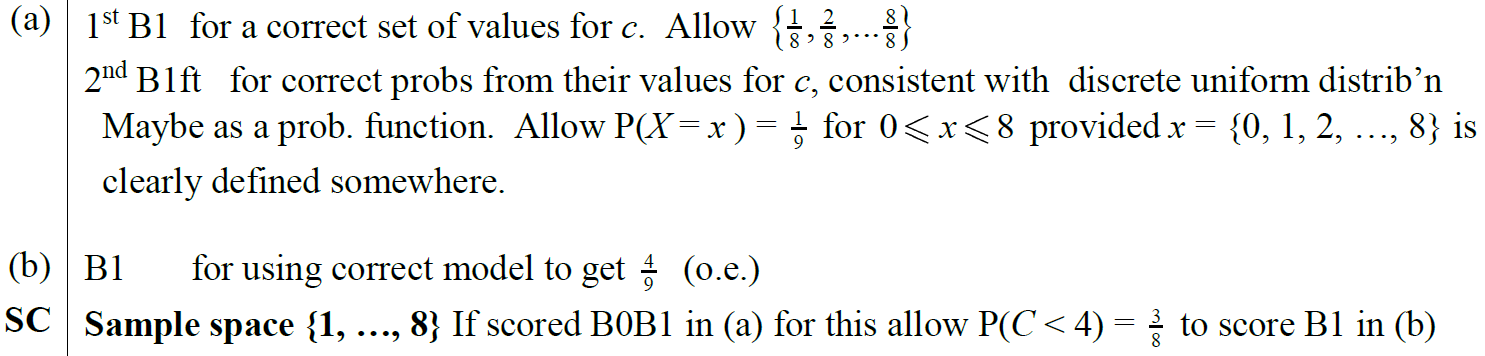 (a) 1st B1 for a correct set of values for c. Allow {1/8, 2/8, ... 8/8}
2nd B1ft for correct probs from their values for c, consistent with discrete uniform distrib’n
Maybe as a prob. function. Allow P(X = x ) = 1/9 for 0 ⩽ x ⩽ 8 provided x = {0, 1, 2, …, 8} is
clearly defined somewhere.
(b) B1 for using correct model to get 4/9 (o.e.)
SC Sample space {1, …, 8} If scored B0B1 in (a) for this allow P(C < 4) = 3/8 to score B1 in (b)